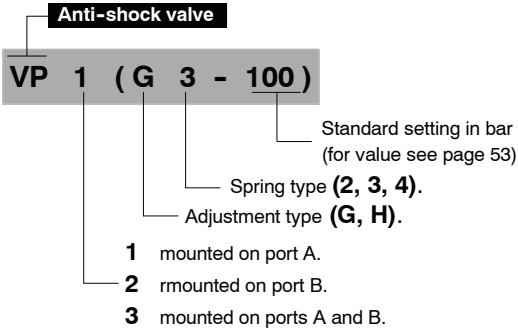 Anti-shock valve
VP 1 ( G 3 - 100 )
Standard setting in bar
(for value see page 53)
Spring type (2, 3, 4).
Adjustment type (G, H).
1 mounted on port A.
2 rmounted on port B.
3 mounted on ports A and B.